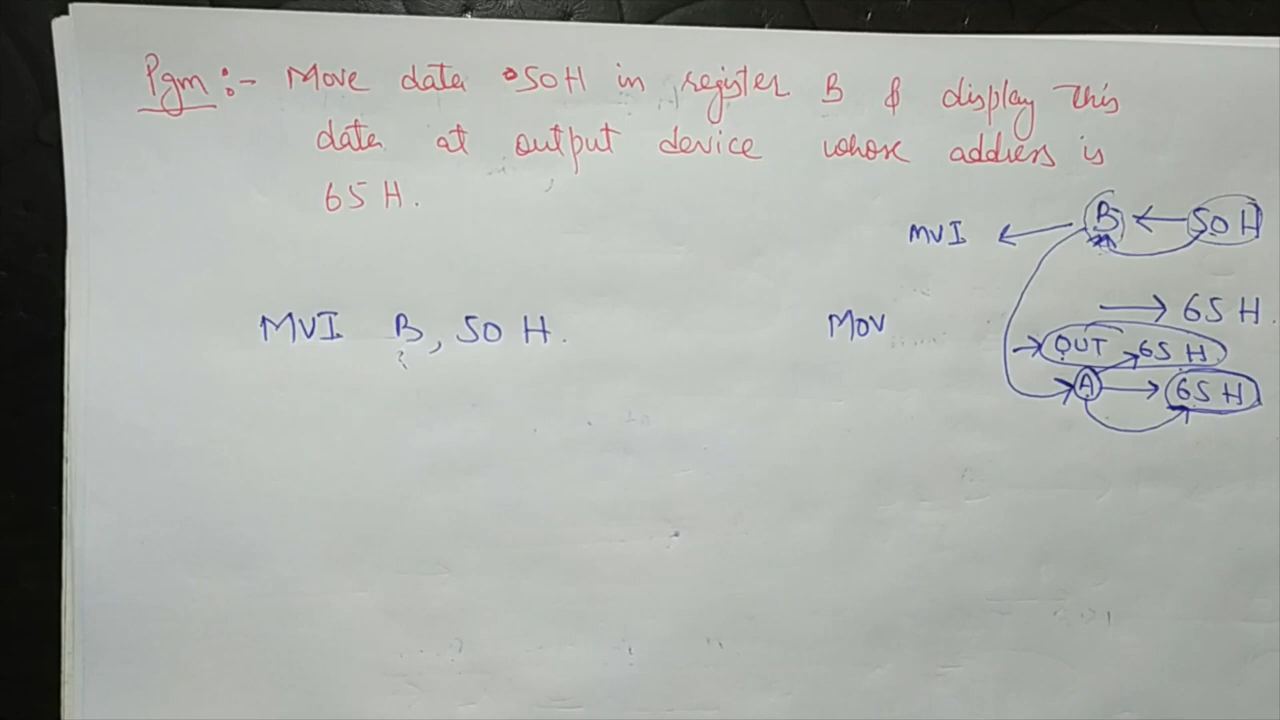 Pgm :- Move data 50H in register B & display this
data at output device whose address is
65 H.
MVI B 50 H
MVI B, 50 H.
MOV
65 H.
OUT 65 H
A 65 H